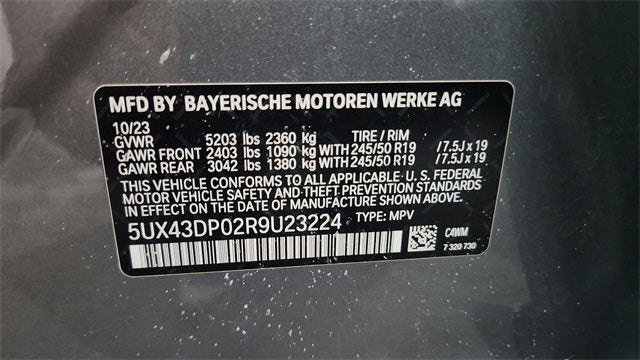 MFD BY BAYERISCHE MOTOREN WERKE AG
10/23
GVWR 5203 lbs 2360 kg TIRE / RIM
GAWR FRONT 2403 lbs 1090 kg WITH 245/50 R19 / 7.5J x 19
GAWR REAR 3042 lbs 1380 kg WITH 245/50 R19 / 7.5J x 19
THIS VEHICLE CONFORMS TO ALL APPLICABLE U. S. FEDERAL
MOTOR VEHICLE SAFETY AND THEFT PREVENTION STANDARDS
IN EFFECT ON THE DATE OF MANUFACTURE SHOWN ABOVE.
5UX43DP02R9U23224 TYPE: MPV
C4WM
7 320 730